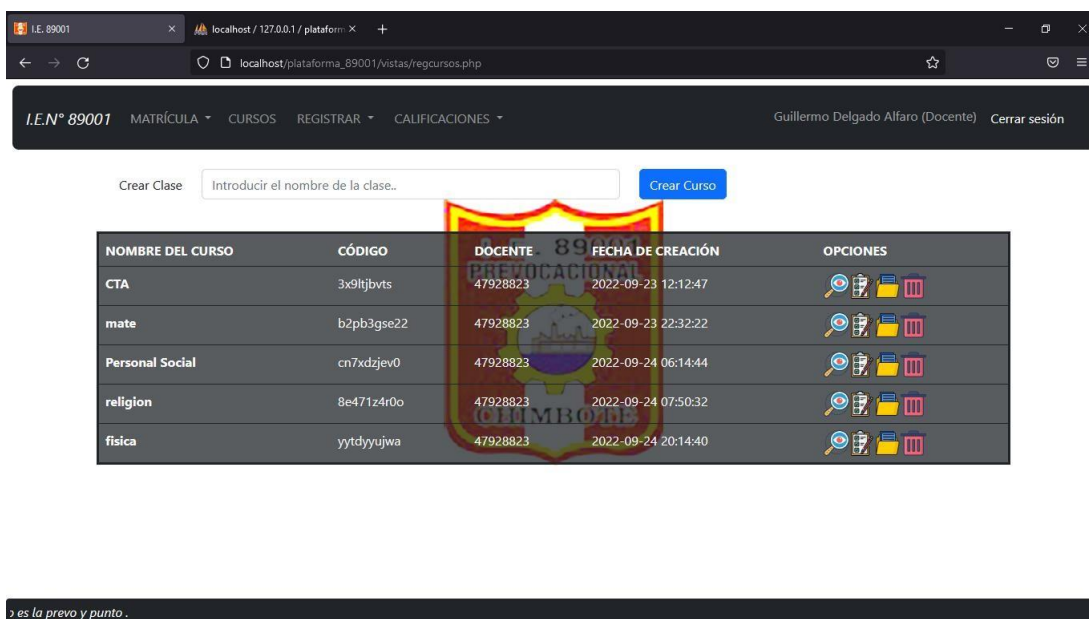 I.E. 89001
localhost / 127.0.0.1 / plataform
localhost/plataforma_89001/vistas/regcursos.php
I.E.N° 89001 MATRÍCULA CURSOS REGISTRAR CALIFICACIONES Guillermo Delgado Alfaro (Docente) Cerrar sesión
Crear Clase Introducir el nombre de la clase.. Crear Curso
I. E. 89001
PREVOCACIONAL
CHIMBOTE
NOMBRE DEL CURSO CÓDIGO DOCENTE FECHA DE CREACIÓN OPCIONES
CTA 3x9ltjbvts 47928823 2022-09-23 12:12:47
mate b2pb3gse22 47928823 2022-09-23 22:32:22
Personal Social cn7xdzjev0 47928823 2022-09-24 06:14:44
religion 8e471z4r0o 47928823 2022-09-24 07:50:32
fisica yytdyyujwa 47928823 2022-09-24 20:14:40
o es la prevo y punto .